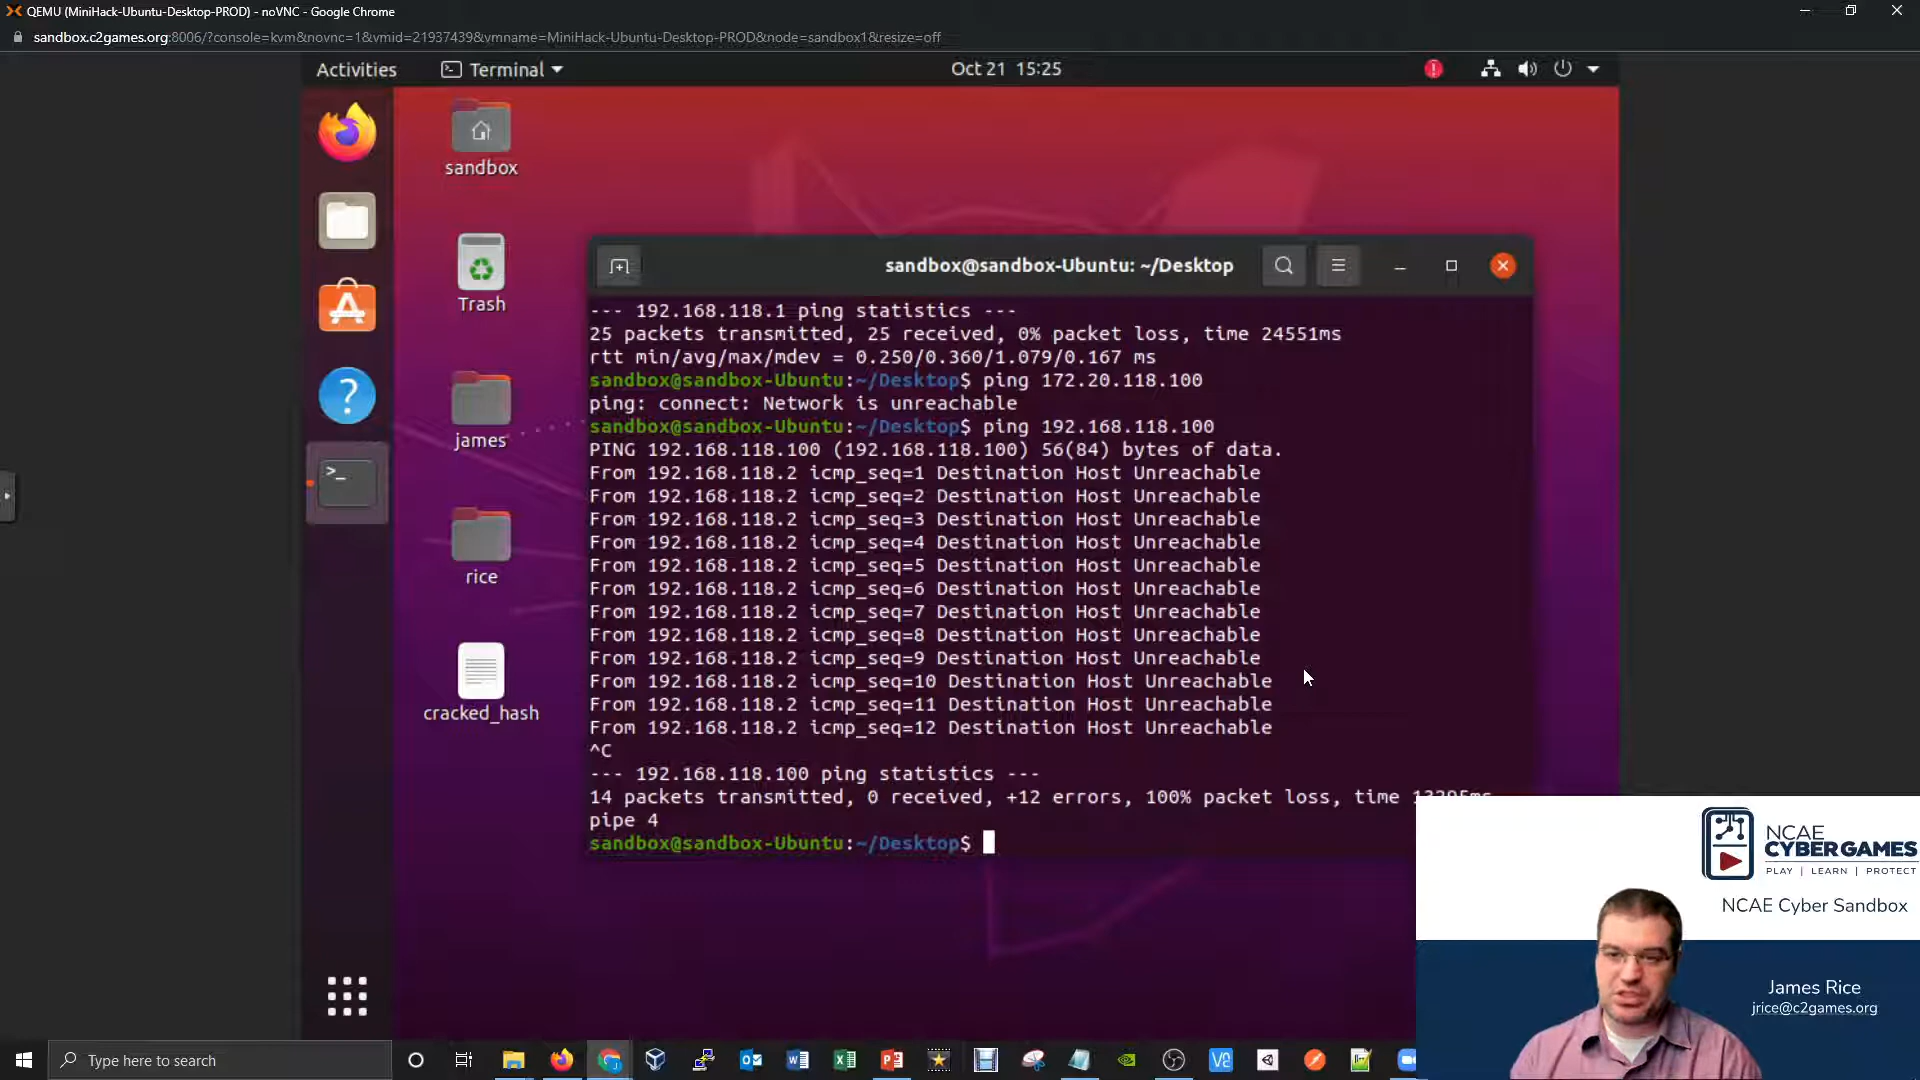 QEMU (MiniHack-Ubuntu-Desktop-PROD) - noVNC - Google Chrome
sandbox.c2games.org:8006/?console=kvm&novnc=1&vmid=21937439&vmname=MiniHack-Ubuntu-Desktop-PROD&node=sandbox1&resize=off
Activities
Terminal
Oct 21 15:25
sandbox
Trash
james
rice
cracked_hash
sandbox@sandbox-Ubuntu: ~/Desktop
--- 192.168.118.1 ping statistics ---
25 packets transmitted, 25 received, 0% packet loss, time 24551ms
rtt min/avg/max/mdev = 0.250/0.360/1.079/0.167 ms
sandbox@sandbox-Ubuntu:~/Desktop$ ping 172.20.118.100
ping: connect: Network is unreachable
sandbox@sandbox-Ubuntu:~/Desktop$ ping 192.168.118.100
PING 192.168.118.100 (192.168.118.100) 56(84) bytes of data.
From 192.168.118.2 icmp_seq=1 Destination Host Unreachable
From 192.168.118.2 icmp_seq=2 Destination Host Unreachable
From 192.168.118.2 icmp_seq=3 Destination Host Unreachable
From 192.168.118.2 icmp_seq=4 Destination Host Unreachable
From 192.168.118.2 icmp_seq=5 Destination Host Unreachable
From 192.168.118.2 icmp_seq=6 Destination Host Unreachable
From 192.168.118.2 icmp_seq=7 Destination Host Unreachable
From 192.168.118.2 icmp_seq=8 Destination Host Unreachable
From 192.168.118.2 icmp_seq=9 Destination Host Unreachable
From 192.168.118.2 icmp_seq=10 Destination Host Unreachable
From 192.168.118.2 icmp_seq=11 Destination Host Unreachable
From 192.168.118.2 icmp_seq=12 Destination Host Unreachable
^C
--- 192.168.118.100 ping statistics ---
14 packets transmitted, 0 received, +12 errors, 100% packet loss, time
pipe 4
sandbox@sandbox-Ubuntu:~/Desktop$
NCAE
CYBERGAMES
PLAY | LEARN | PROTECT
NCAE Cyber Sandbox
James Rice
jrice@c2games.org
Type here to search